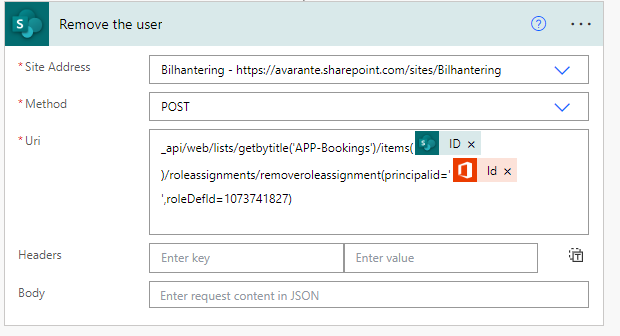 Remove the user
* Site Address
Bilhantering - https://avarante.sharepoint.com/sites/Bilhantering
* Method
POST
* Uri
_api/web/lists/getbytitle('APP-Bookings')/items( ID ×
)/roleassignments/removeroleassignment(principalid=' Id ×
',roleDefId=1073741827)
Headers
Enter key
Enter value
Body
Enter request content in JSON